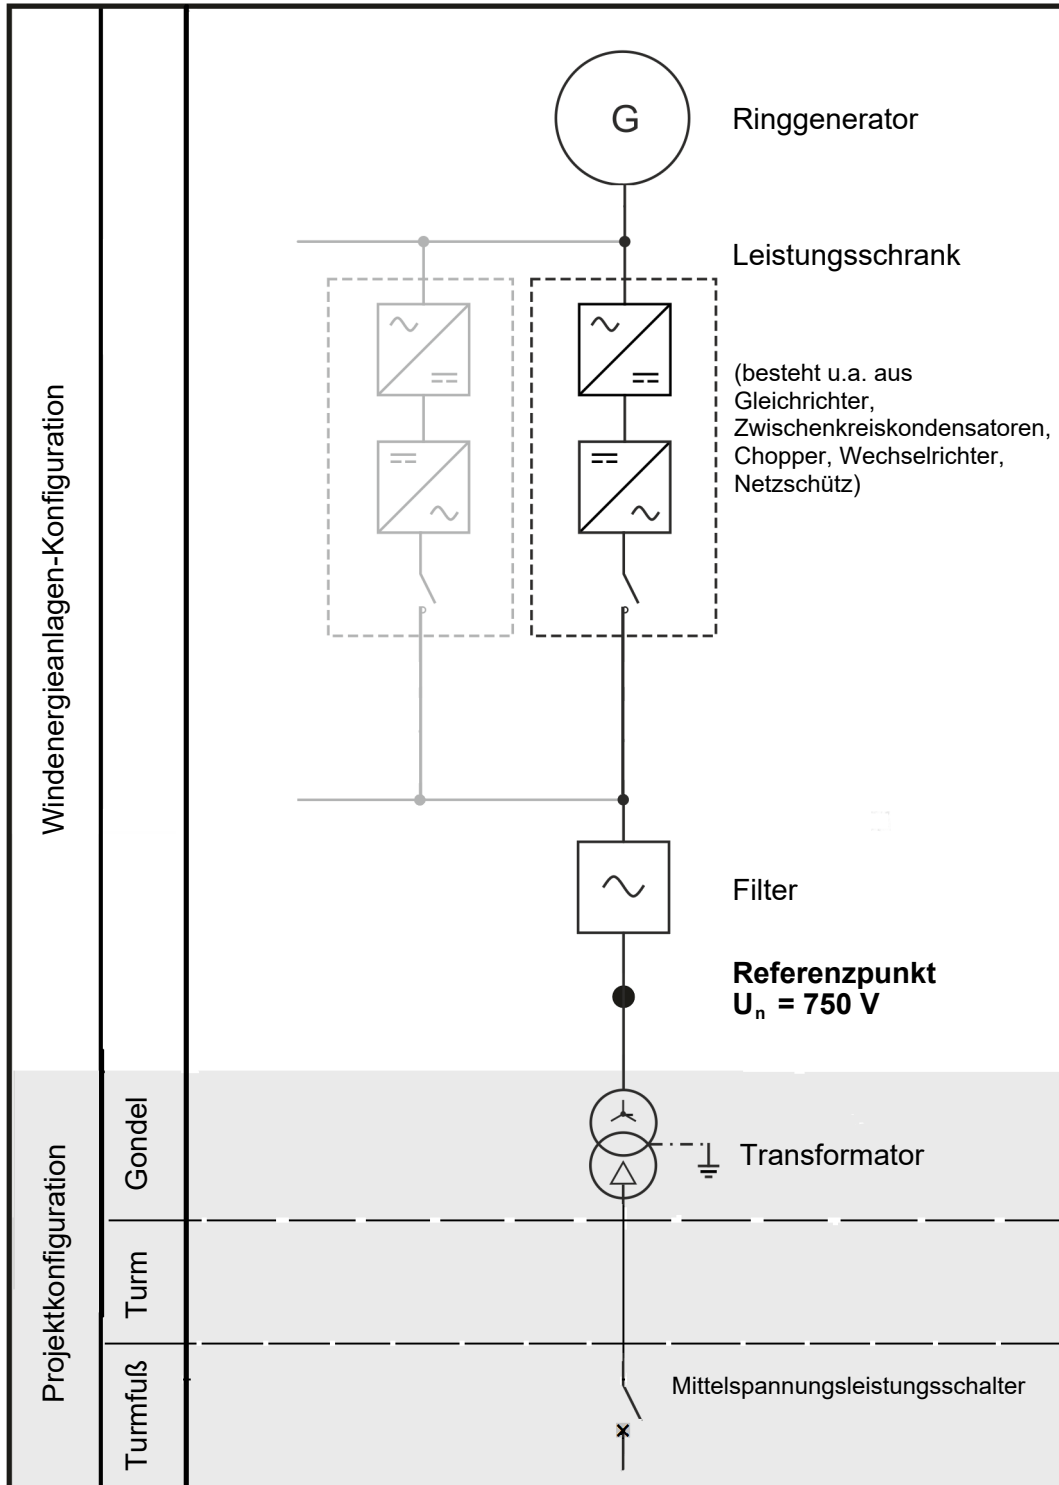 G
Ringgenerator
Leistungsschrank
(besteht u.a. aus
Gleichrichter,
Zwischenkreiskondensatoren,
Chopper, Wechselrichter,
Netzschütz)
Windenergieanlagen-Konfiguration
Filter
Referenzpunkt
Uₙ = 750 V
Projektkonfiguration
Gondel
Transformator
Turm
Turmfuß
Mittelspannungsleistungsschalter